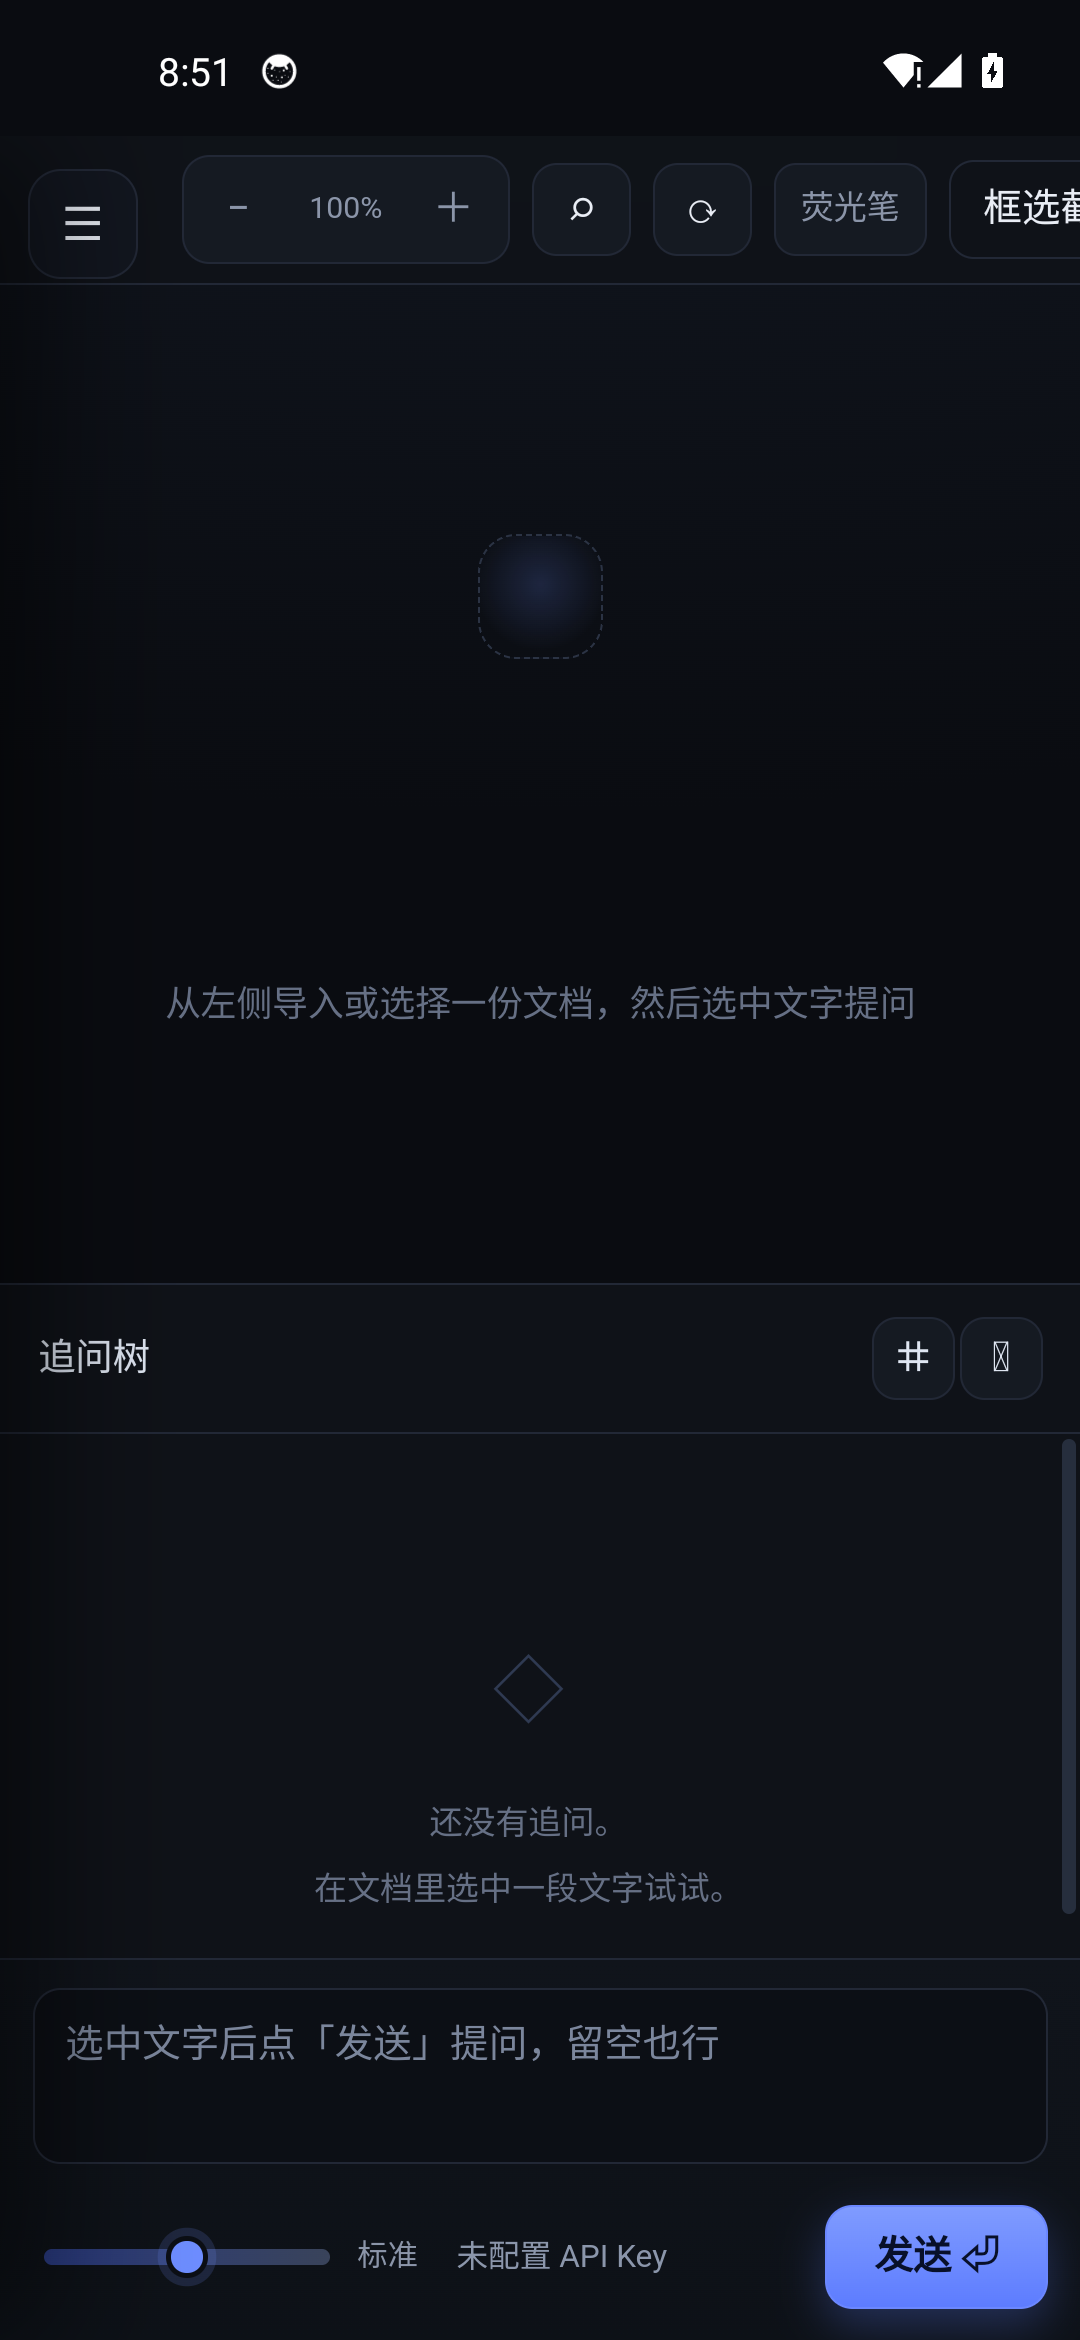 8:51
100%
荧光笔
框选截
从左侧导入或选择一份文档，然后选中文字提问
追问树
还没有追问。
在文档里选中一段文字试试。
选中文字后点「发送」提问，留空也行
标准 未配置 API Key
发送